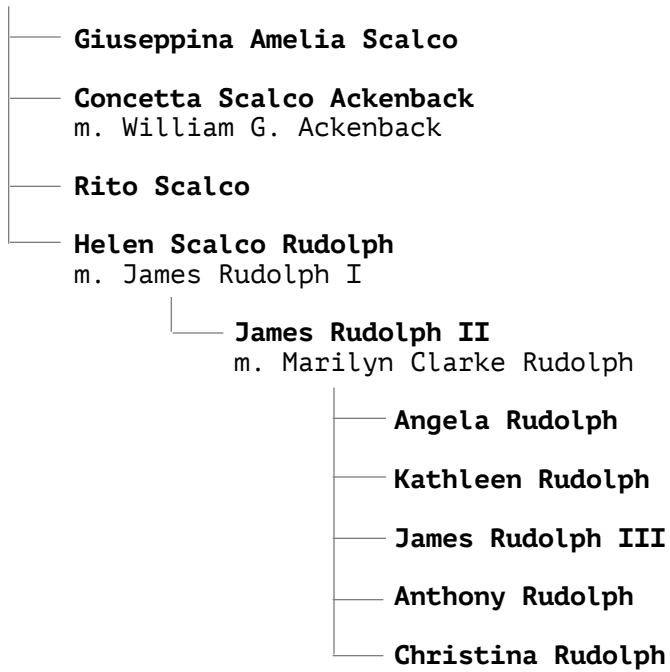 Giuseppina Amelia Scalco
Concetta Scalco Ackenback
m. William G. Ackenback
Rito Scalco
Helen Scalco Rudolph
m. James Rudolph I
James Rudolph II
m. Marilyn Clarke Rudolph
Angela Rudolph
Kathleen Rudolph
James Rudolph III
Anthony Rudolph
Christina Rudolph